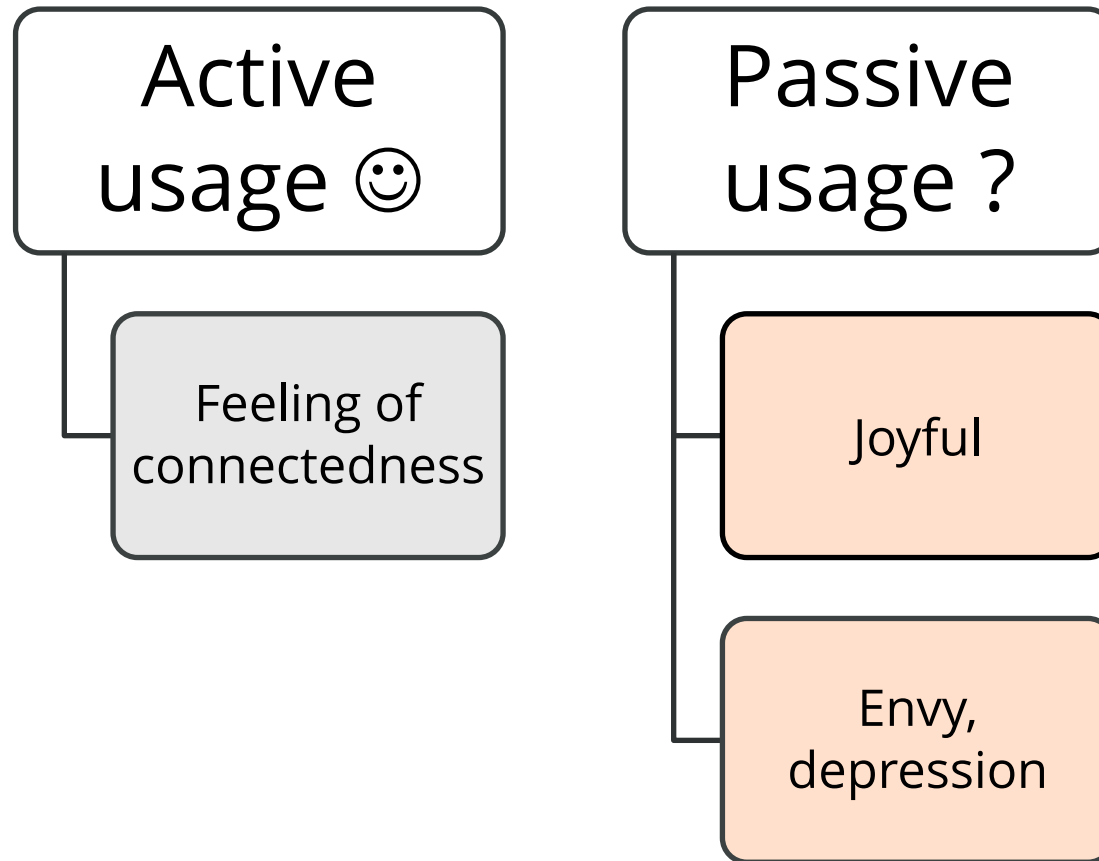 Active
usage ☺
Feeling of
connectedness
Passive
usage ?
Joyful
Envy,
depression